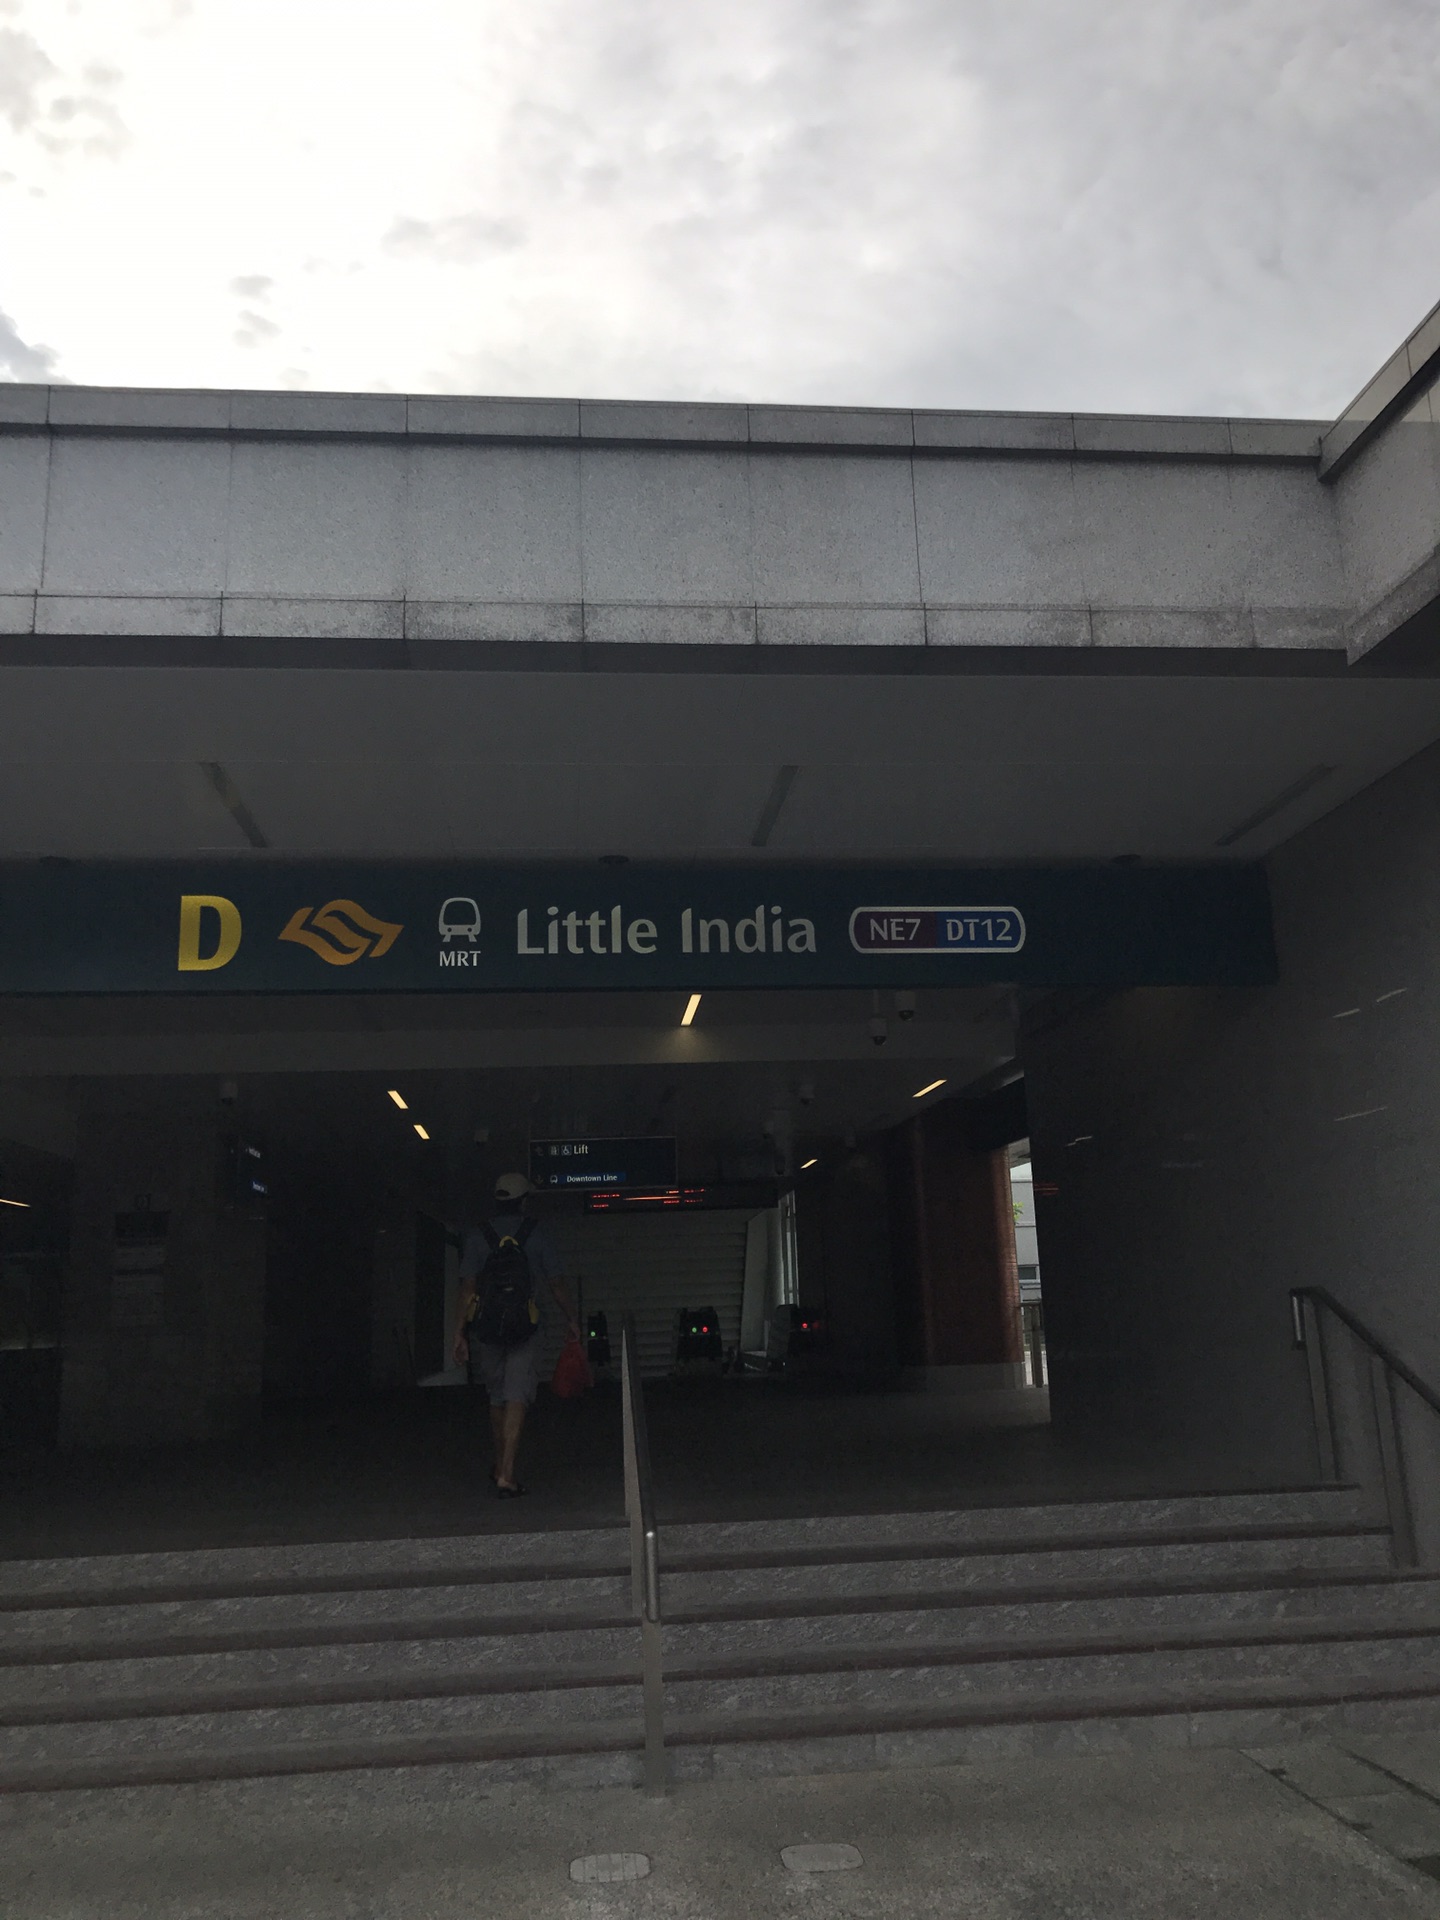 D MRT Little India NE7 DT12
Lift
Downtown Line